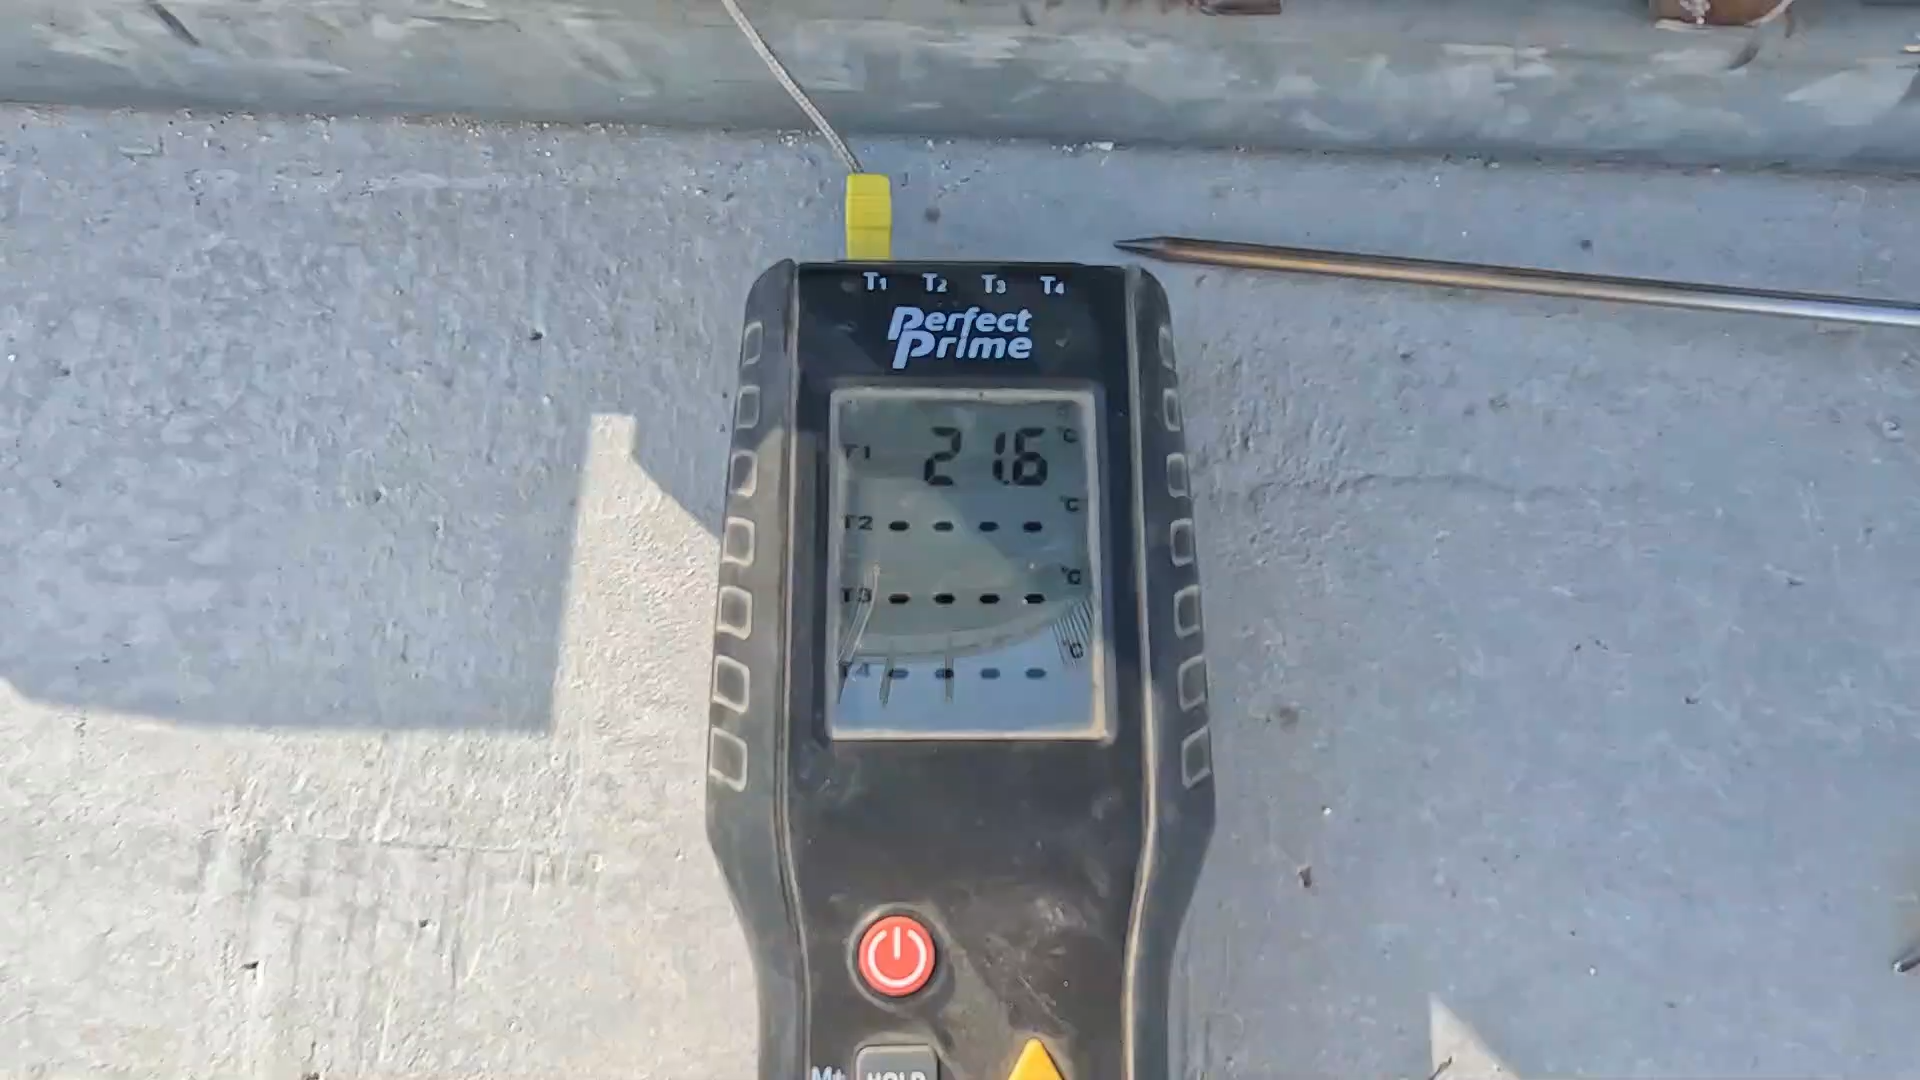 T1 T2 T3 T4
Perfect
Prime
T1 21.6 °C
T2 - - - - °C
T3 - - - - °C
T4 - - - - °C
M+ HOLD